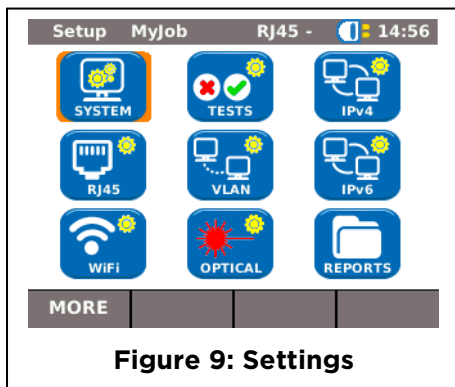 Setup MyJob RJ45 - 14:56
SYSTEM TESTS IPv4
RJ45 VLAN IPv6
WiFi OPTICAL REPORTS
MORE
Figure 9: Settings